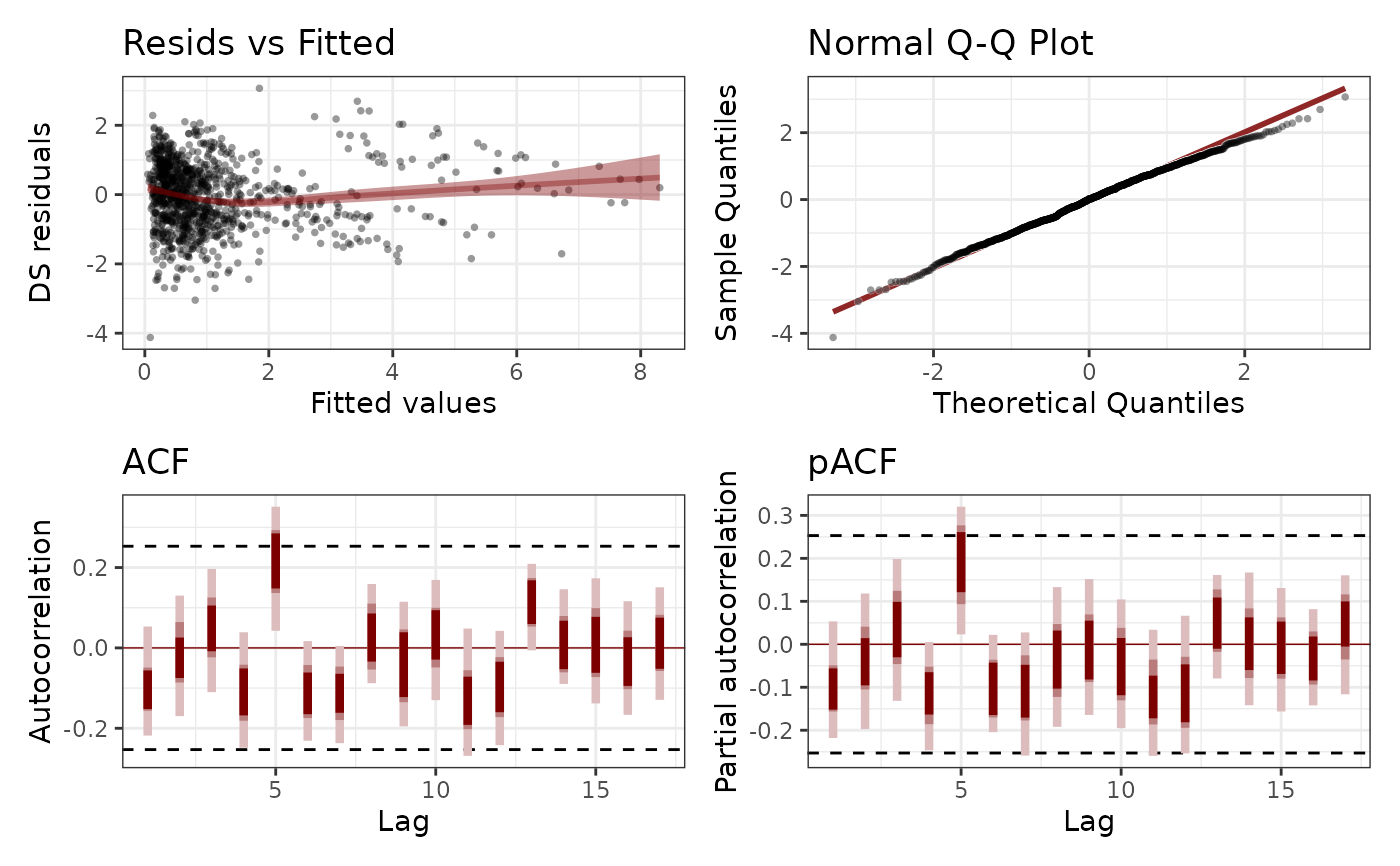 Resids vs Fitted
DS residuals
2
0
-2
-4
0 2 4 6 8
Fitted values
Normal Q-Q Plot
Sample Quantiles
2
0
-2
-4
-2 0 2
Theoretical Quantiles
ACF
Autocorrelation
0.2
0.0
-0.2
5 10 15
Lag
pACF
Partial autocorrelation
0.3
0.2
0.1
0.0
-0.1
-0.2
5 10 15
Lag